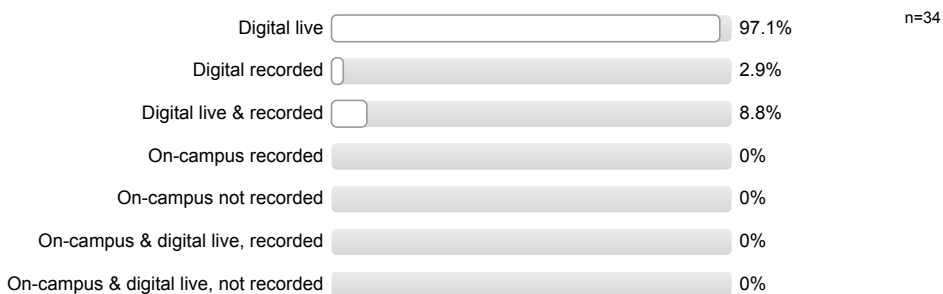 Digital live 97.1% n=34
Digital recorded 2.9%
Digital live & recorded 8.8%
On-campus recorded 0%
On-campus not recorded 0%
On-campus & digital live, recorded 0%
On-campus & digital live, not recorded 0%